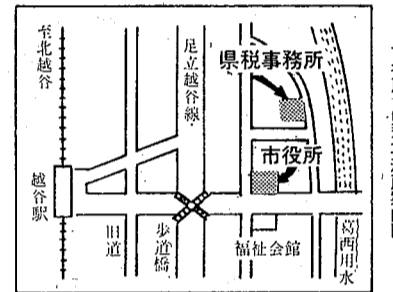 至北越谷
足立越谷線
県税事務所
市役所
越谷駅
旧道
歩道橋
福祉会館
葛西用水